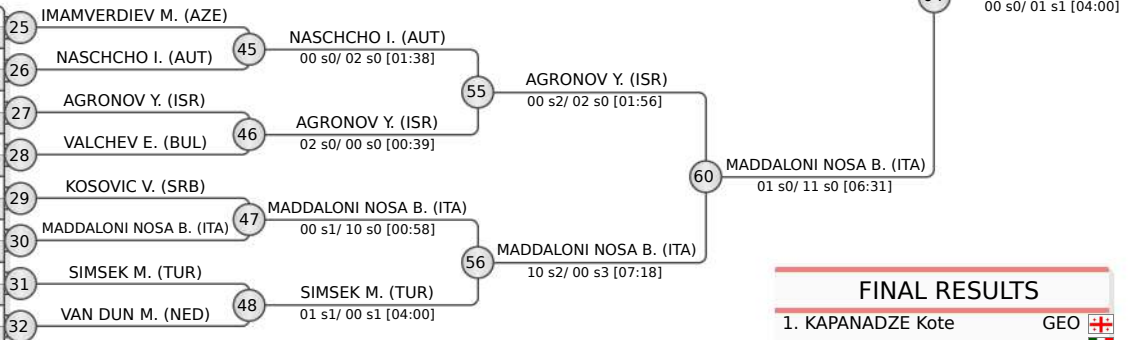 00 s0/ 01 s1 [04:00]
25
IMAMVERDIEV M. (AZE)
26
NASCHCHO I. (AUT)
45
NASCHCHO I. (AUT)
00 s0/ 02 s0 [01:38]
27
AGRONOV Y. (ISR)
28
VALCHEV E. (BUL)
46
AGRONOV Y. (ISR)
02 s0/ 00 s0 [00:39]
55
AGRONOV Y. (ISR)
00 s2/ 02 s0 [01:56]
29
KOSOVIC V. (SRB)
30
MADDALONI NOSA B. (ITA)
47
MADDALONI NOSA B. (ITA)
00 s1/ 10 s0 [00:58]
31
SIMSEK M. (TUR)
32
VAN DUN M. (NED)
48
SIMSEK M. (TUR)
01 s1/ 00 s1 [04:00]
56
MADDALONI NOSA B. (ITA)
10 s2/ 00 s3 [07:18]
60
MADDALONI NOSA B. (ITA)
01 s0/ 11 s0 [06:31]
FINAL RESULTS
1. KAPANADZE Kote GEO